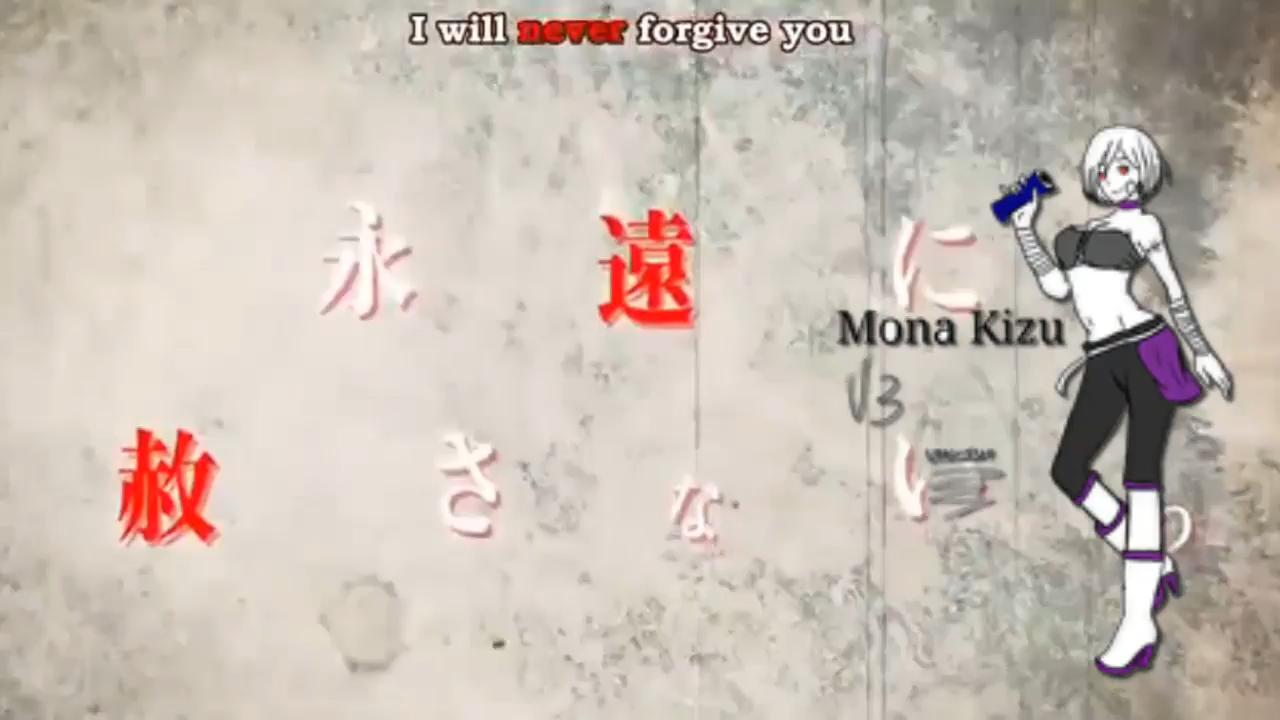 I will never forgive you
永遠に
Mona Kizu
V3
赦さない